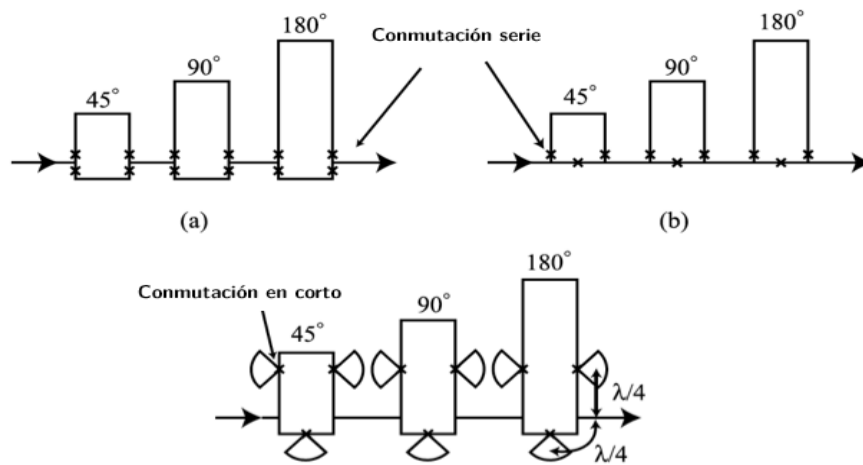 180°
Conmutación serie
180°
90°
90°
45°
45°
(a)
(b)
180°
Conmutación en corto
90°
45°
λ/4
λ/4